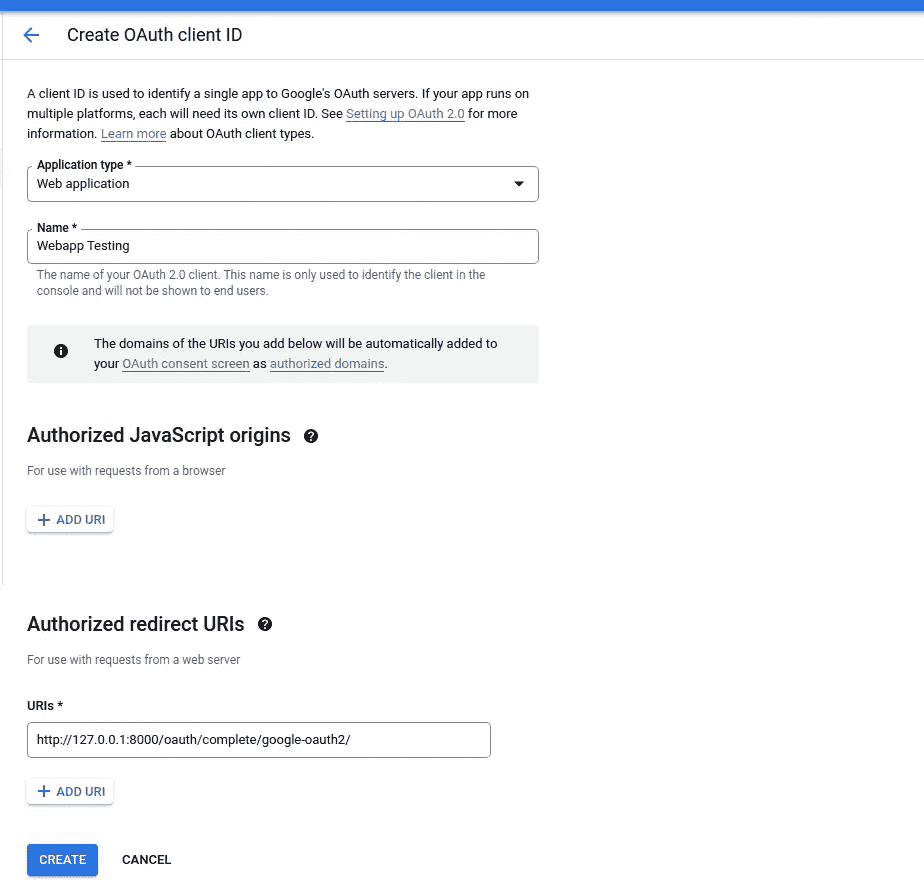 Create OAuth client ID
A client ID is used to identify a single app to Google's OAuth servers. If your app runs on
multiple platforms, each will need its own client ID. See Setting up OAuth 2.0 for more
information. Learn more about OAuth client types.
Application type *
Web application
Name *
Webapp Testing
The name of your OAuth 2.0 client. This name is only used to identify the client in the
console and will not be shown to end users.
The domains of the URIs you add below will be automatically added to
your OAuth consent screen as authorized domains.
Authorized JavaScript origins
For use with requests from a browser
ADD URI
Authorized redirect URIs
For use with requests from a web server
URIs *
http://127.0.0.1:8000/oauth/complete/google-oauth2/
ADD URI
CREATE CANCEL